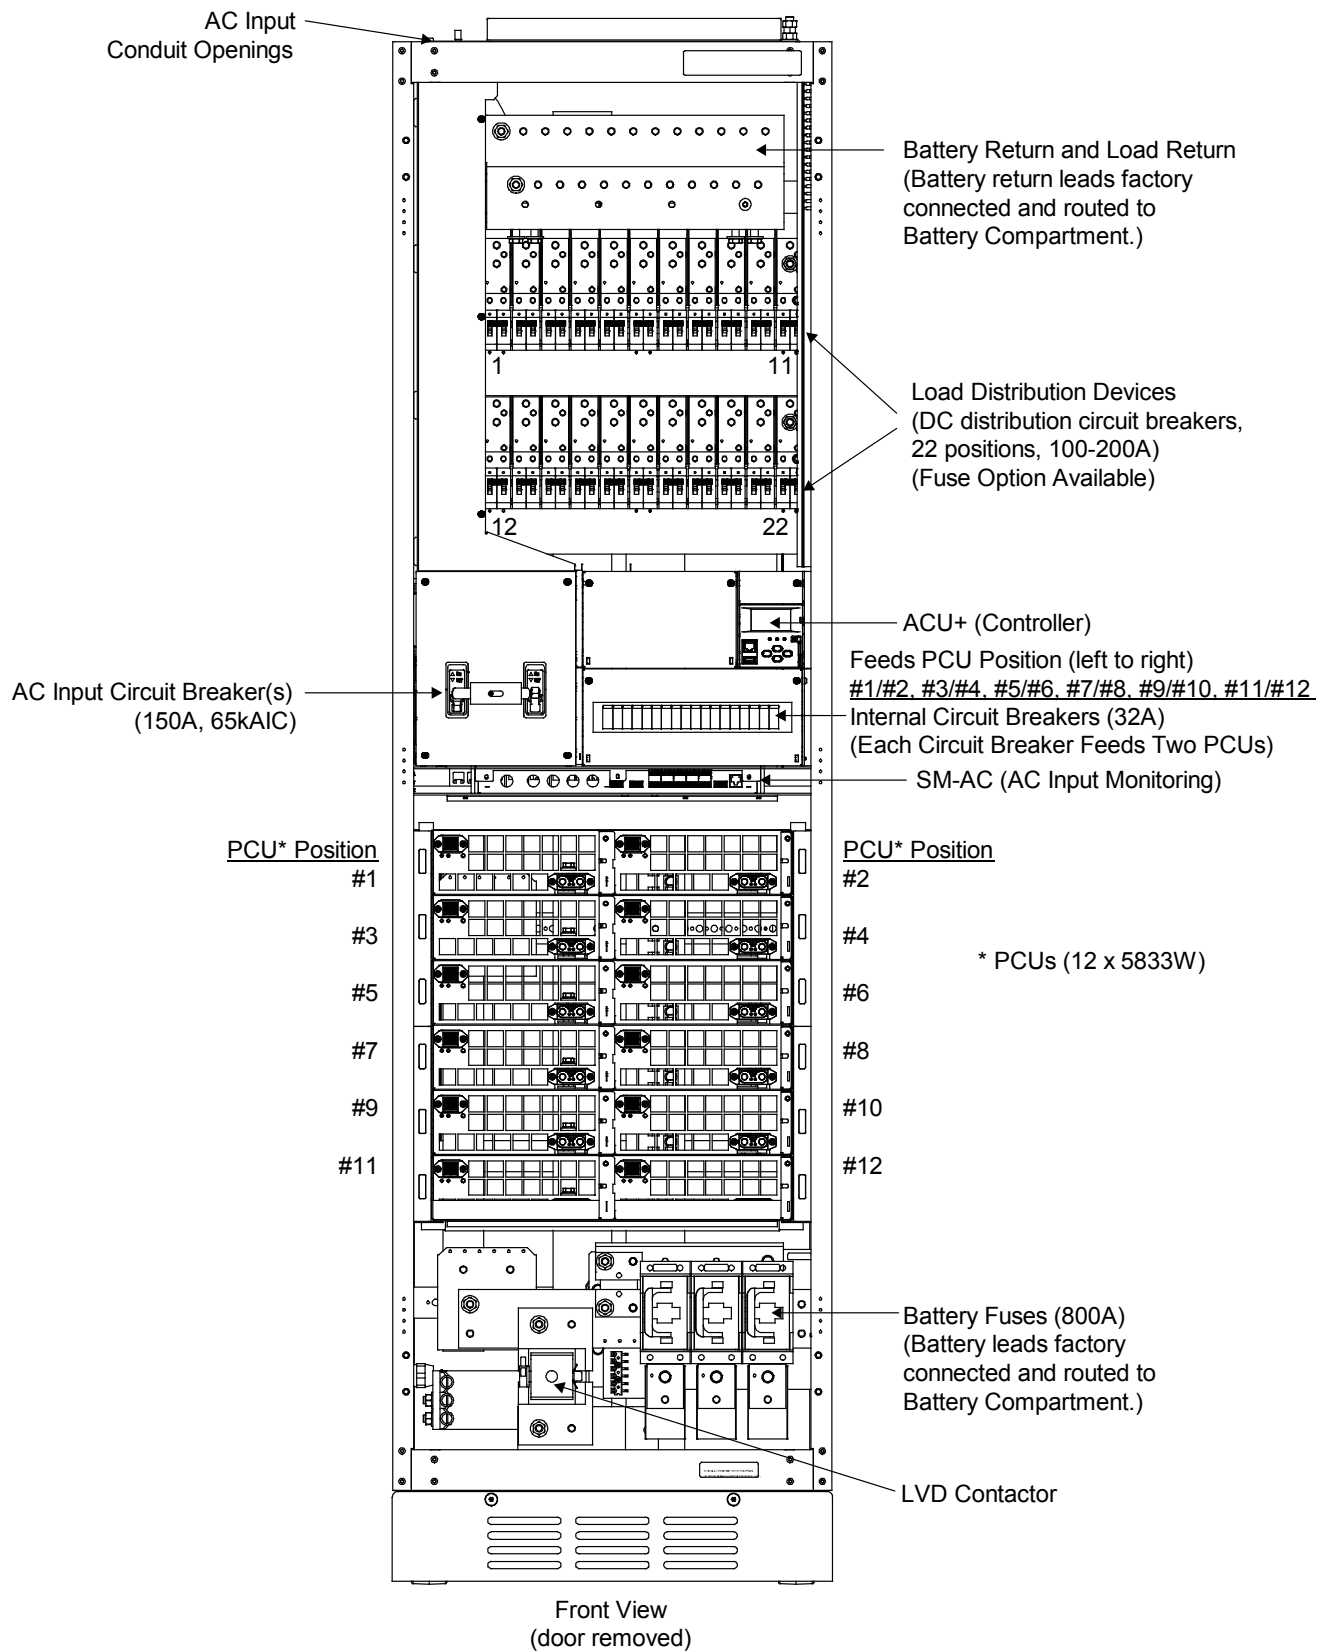 AC Input
Conduit Openings
Battery Return and Load Return
(Battery return leads factory
connected and routed to
Battery Compartment.)
1
11
Load Distribution Devices
(DC distribution circuit breakers,
22 positions, 100-200A)
(Fuse Option Available)
12
22
ACU+ (Controller)
Feeds PCU Position (left to right)
#1/#2, #3/#4, #5/#6, #7/#8, #9/#10, #11/#12
AC Input Circuit Breaker(s)
(150A, 65kAIC)
Internal Circuit Breakers (32A)
(Each Circuit Breaker Feeds Two PCUs)
SM-AC (AC Input Monitoring)
PCU* Position
PCU* Position
#1
#2
#3
#4
* PCUs (12 x 5833W)
#5
#6
#7
#8
#9
#10
#11
#12
Battery Fuses (800A)
(Battery leads factory
connected and routed to
Battery Compartment.)
LVD Contactor
Front View
(door removed)